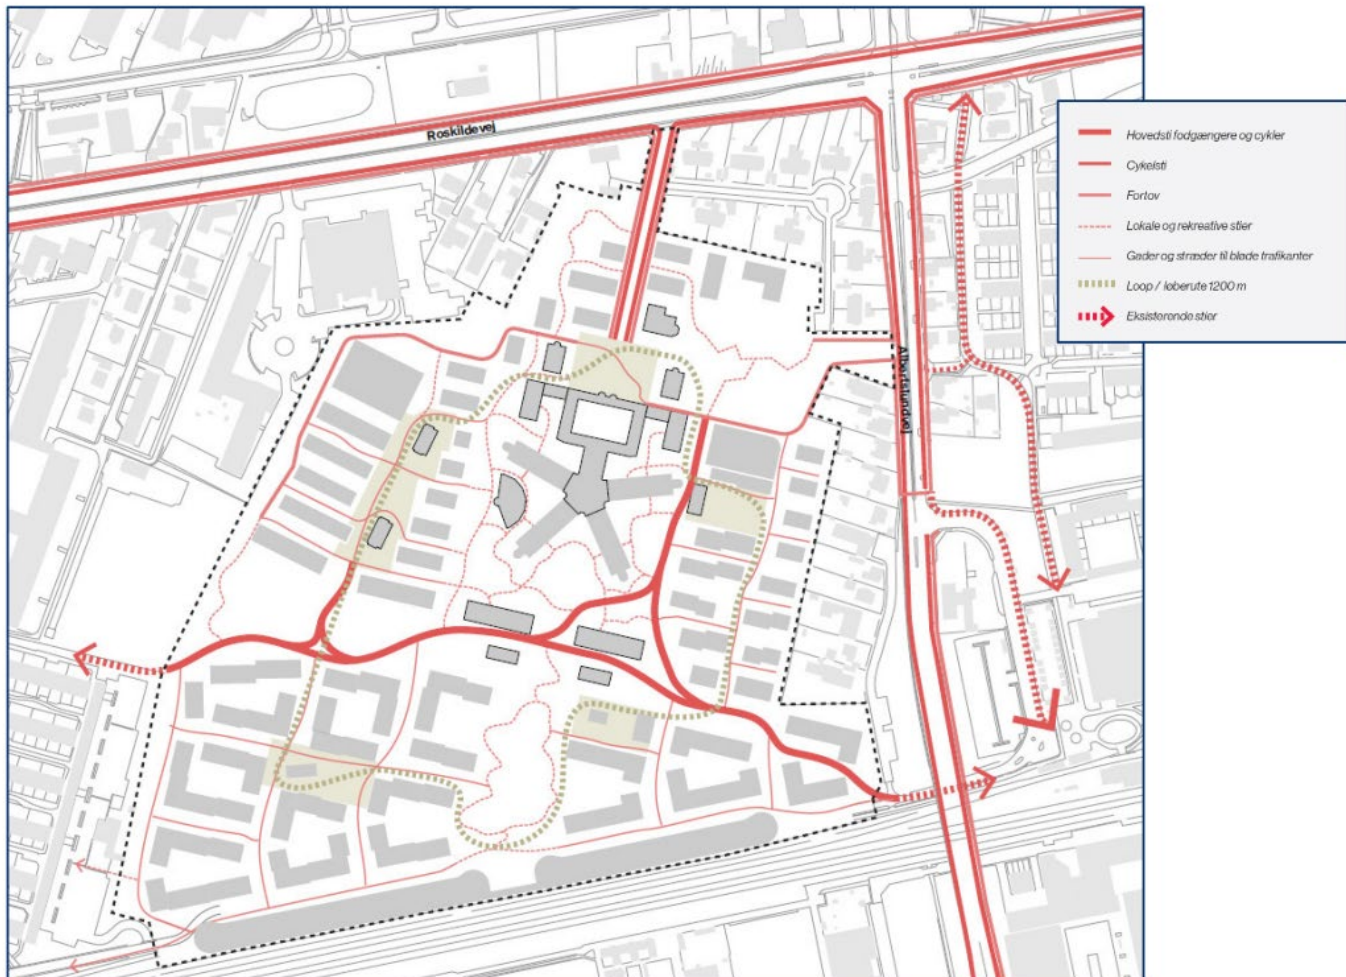 Roskildevej
Albertslundvej
Hovedsti fodgængere og cykler
Cykelsti
Fortov
Lokale og rekreative stier
Gader og stræder til bløde trafikanter
Loop / løberute 1200 m
Eksisterende stier